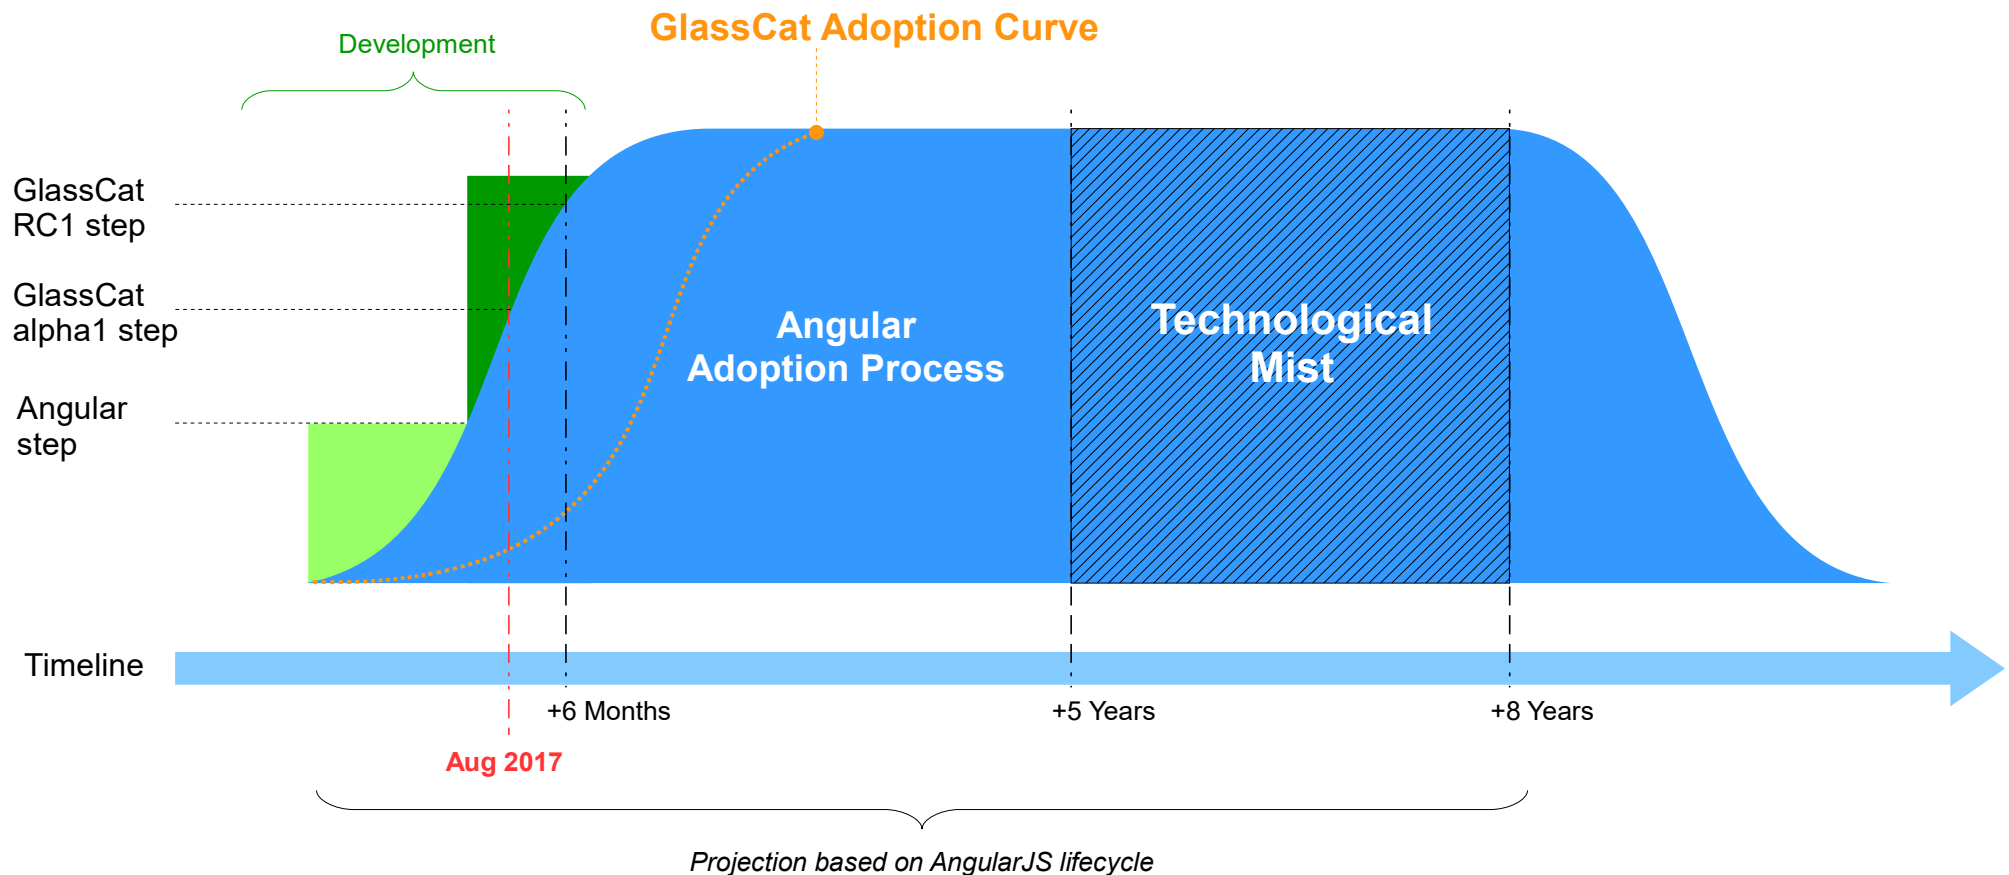 GlassCat Adoption Curve
Development
GlassCat
RC1 step
GlassCat
alpha1 step
Angular
step
Angular
Adoption Process
Technological
Mist
Timeline
+6 Months
+5 Years
+8 Years
Aug 2017
Projection based on AngularJS lifecycle